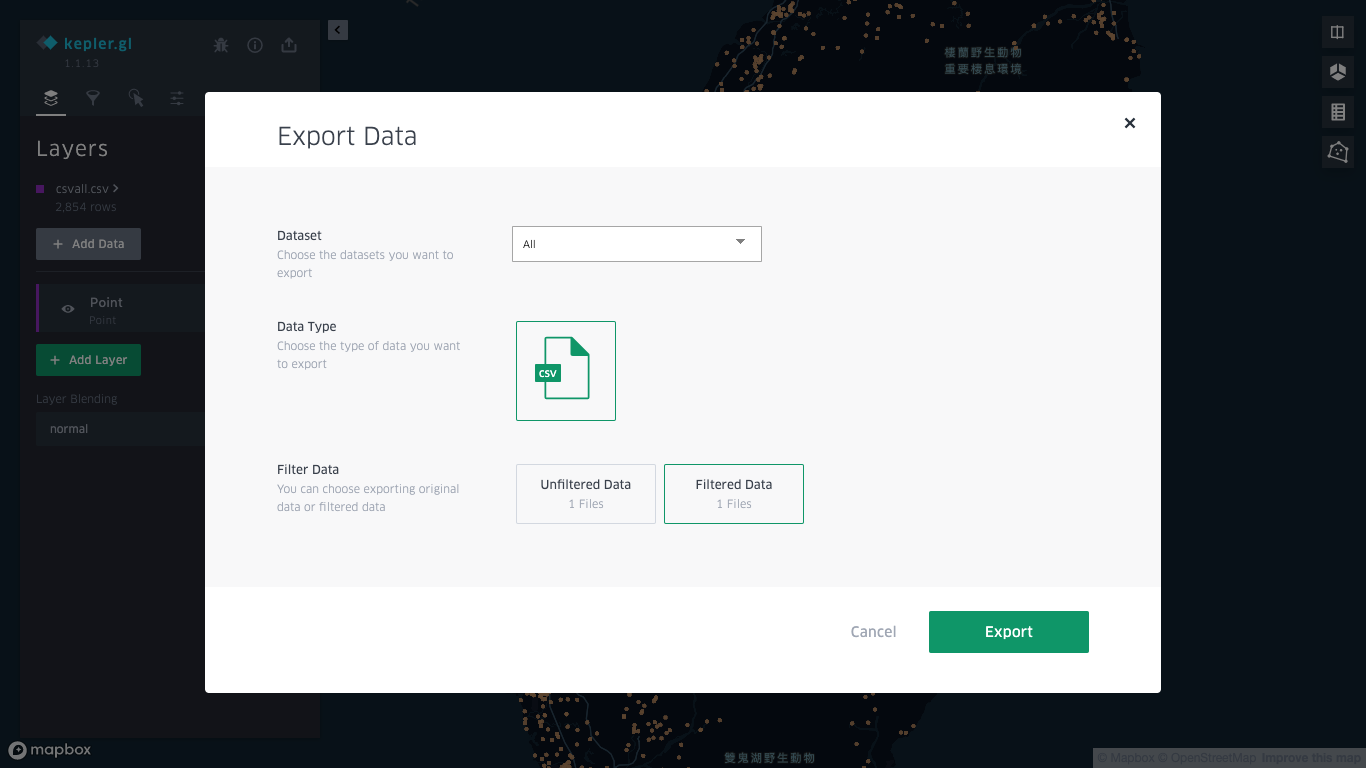 kepler.gl
1.1.13
樓蘭野生動物
重要棲息環境
Layers
csvall.csv
2,854 rows
+ Add Data
Point
Point
+ Add Layer
Layer Blending
normal
Export Data
Dataset
Choose the datasets you want to
export
All
Data Type
Choose the type of data you want
to export
CSV
Filter Data
You can choose exporting original
data or filtered data
Unfiltered Data
1 Files
Filtered Data
1 Files
Cancel
Export
mapbox
雙鬼湖野生動物
© Mapbox © OpenStreetMap Improve this map